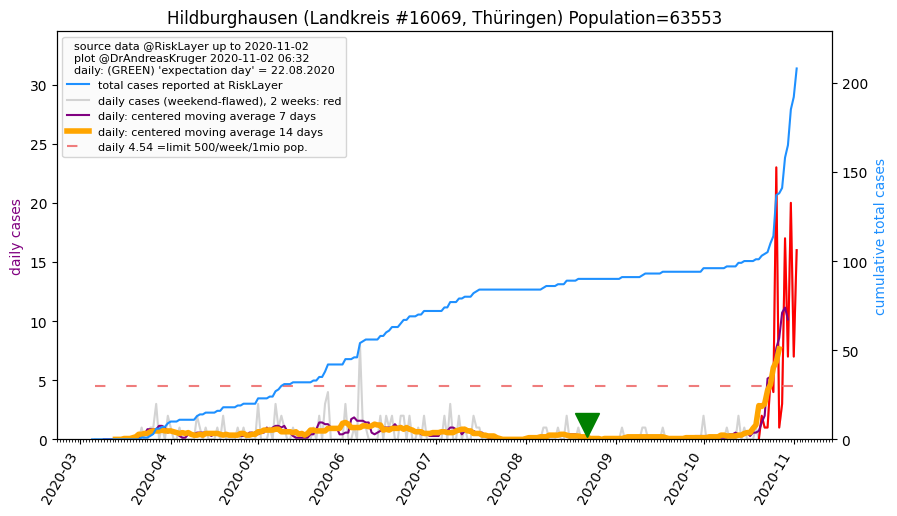 Hildburghausen (Landkreis #16069, Thüringen) Population=63553
source data @RiskLayer up to 2020-11-02
plot @DrAndreasKruger 2020-11-02 06:32
daily: (GREEN) 'expectation day' = 22.08.2020
total cases reported at RiskLayer
daily cases (weekend-flawed), 2 weeks: red
daily: centered moving average 7 days
daily: centered moving average 14 days
daily 4.54 =limit 500/week/1mio pop.
daily cases
30
25
20
15
10
5
0
cumulative total cases
200
150
100
50
0
2020-03
2020-04
2020-05
2020-06
2020-07
2020-08
2020-09
2020-10
2020-11